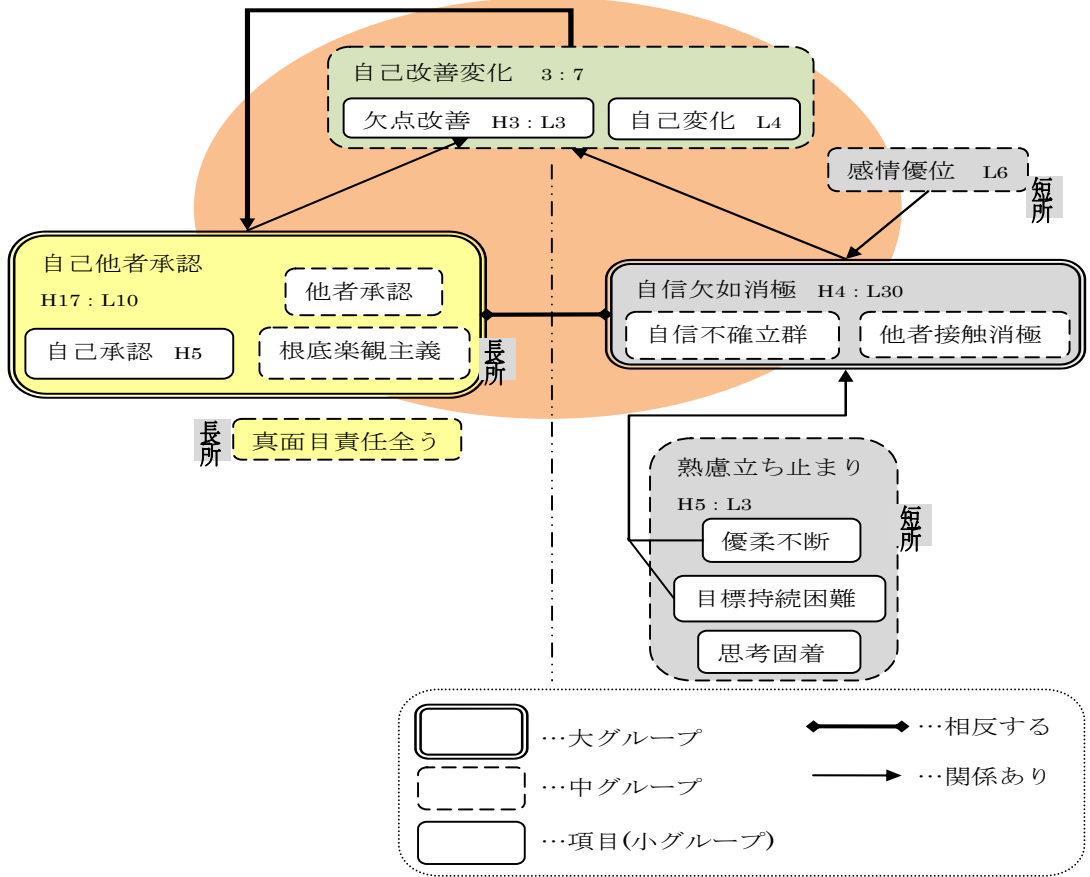 自己改善変化 3：7
欠点改善 H3：L3
自己変化 L4
感情優位 L6
短所
自己他者承認
H17：L10
他者承認
自己承認 H5
根底楽観主義
長所
自信欠如消極 H4：L30
自信不確立群
他者接触消極
長所
真面目責任全う
熟慮立ち止まり
H5：L3
短所
優柔不断
目標持続困難
思考固着
…大グループ
…相反する
…中グループ
…関係あり
…項目(小グループ)